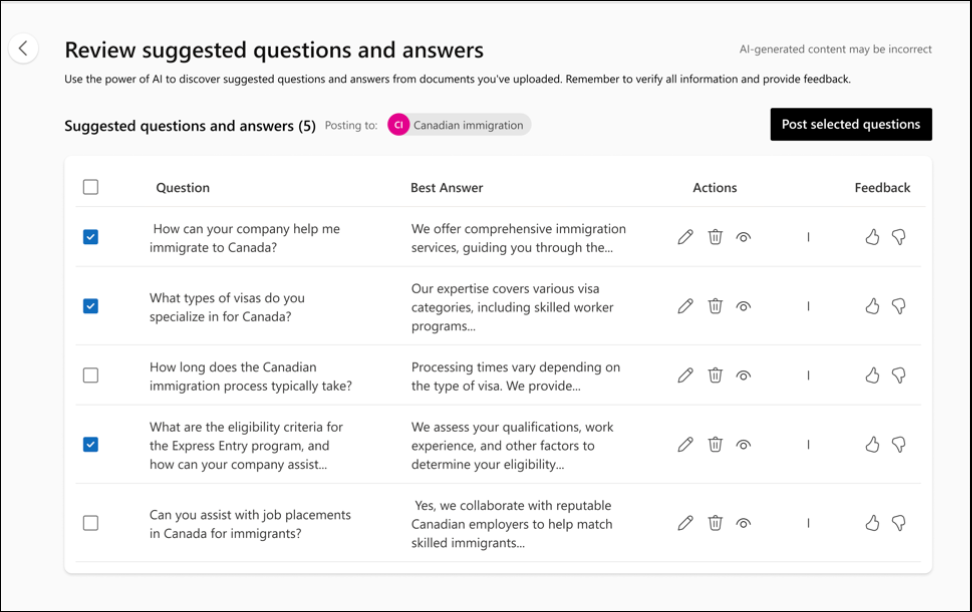 Review suggested questions and answers
AI-generated content may be incorrect
Use the power of AI to discover suggested questions and answers from documents you've uploaded. Remember to verify all information and provide feedback.
Suggested questions and answers (5) Posting to: CI Canadian immigration
Post selected questions
Question Best Answer Actions Feedback
How can your company help me
immigrate to Canada?
We offer comprehensive immigration
services, guiding you through the...
What types of visas do you
specialize in for Canada?
Our expertise covers various visa
categories, including skilled worker
programs...
How long does the Canadian
immigration process typically take?
Processing times vary depending on
the type of visa. We provide...
What are the eligibility criteria for
the Express Entry program, and
how can your company assist...
We assess your qualifications, work
experience, and other factors to
determine your eligibility...
Can you assist with job placements
in Canada for immigrants?
Yes, we collaborate with reputable
Canadian employers to help match
skilled immigrants...